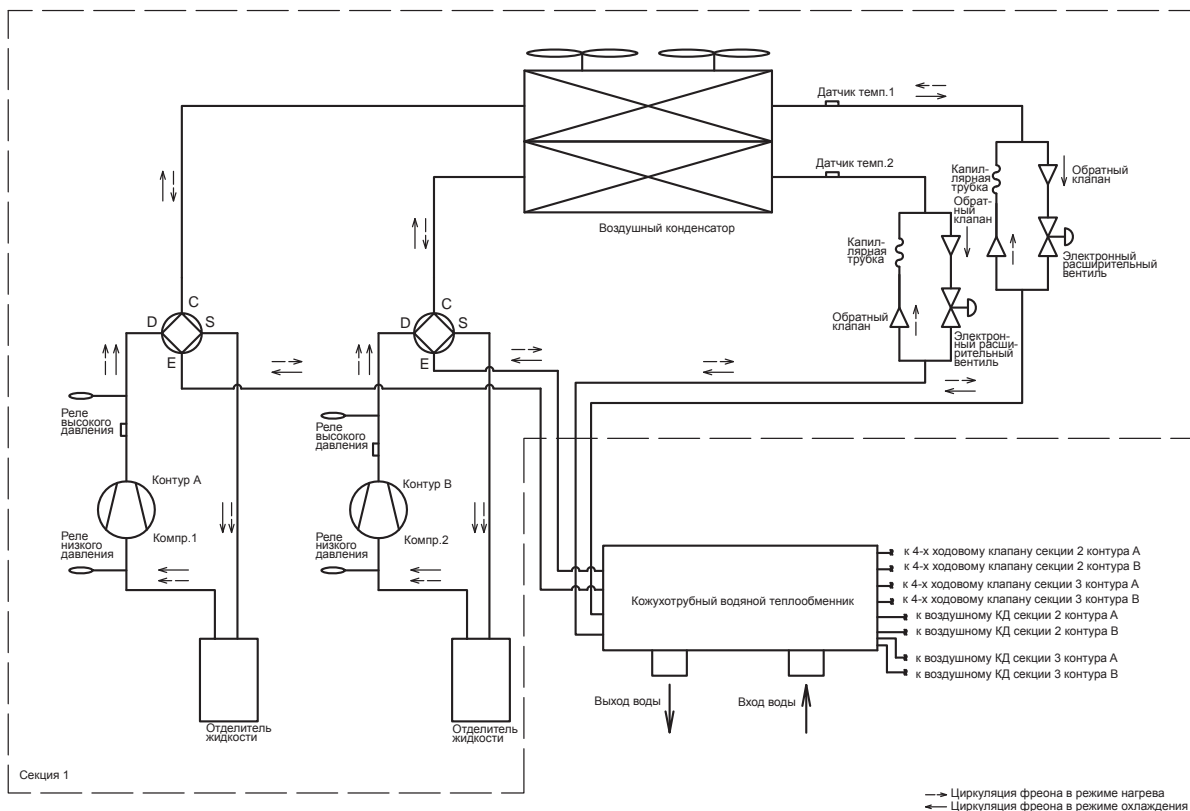 Датчик темп.1
Датчик темп.2
Капил-
лярная
трубка
Обрат-
ный
клапан
Обратный
клапан
Электронный
расширительный
вентиль
Воздушный конденсатор
Капил-
лярная
трубка
Обратный
клапан
Электрон-
ный расши-
рительный
вентиль
C
D
S
E
C
D
S
E
Реле
высокого
давления
Реле
высокого
давления
Контур А
Контур В
Реле
низкого
давления
Компр.1
Реле
низкого
давления
Компр.2
Кожухотрубный водяной теплообменник
к 4-х ходовому клапану секции 2 контура А
к 4-х ходовому клапану секции 2 контура В
к 4-х ходовому клапану секции 3 контура А
к 4-х ходовому клапану секции 3 контура В
к воздушному КД секции 2 контура А
к воздушному КД секции 2 контура В
к воздушному КД секции 3 контура А
к воздушному КД секции 3 контура В
Выход воды
Вход воды
Отделитель
жидкости
Отделитель
жидкости
Секция 1
Циркуляция фреона в режиме нагрева
Циркуляция фреона в режиме охлаждения